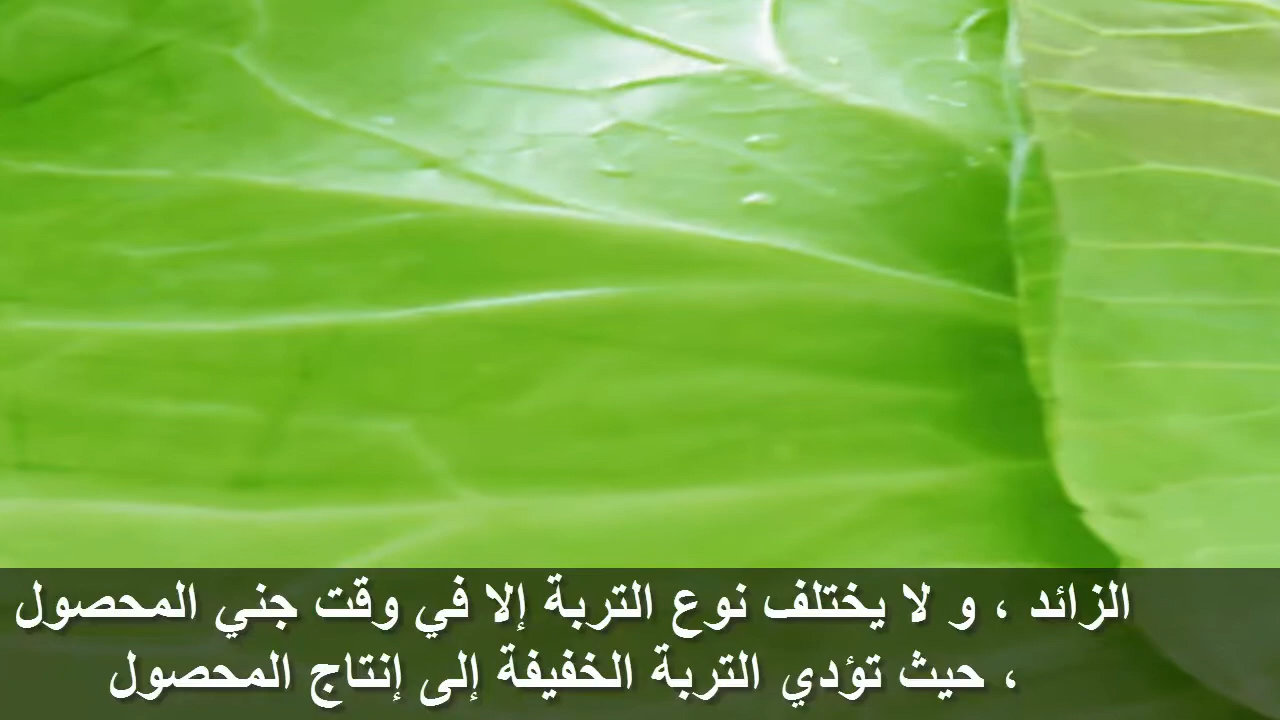 الزائد ، و لا يختلف نوع التربة إلا في وقت جني المحصول
، حيث تؤدي التربة الخفيفة إلى إنتاج المحصول